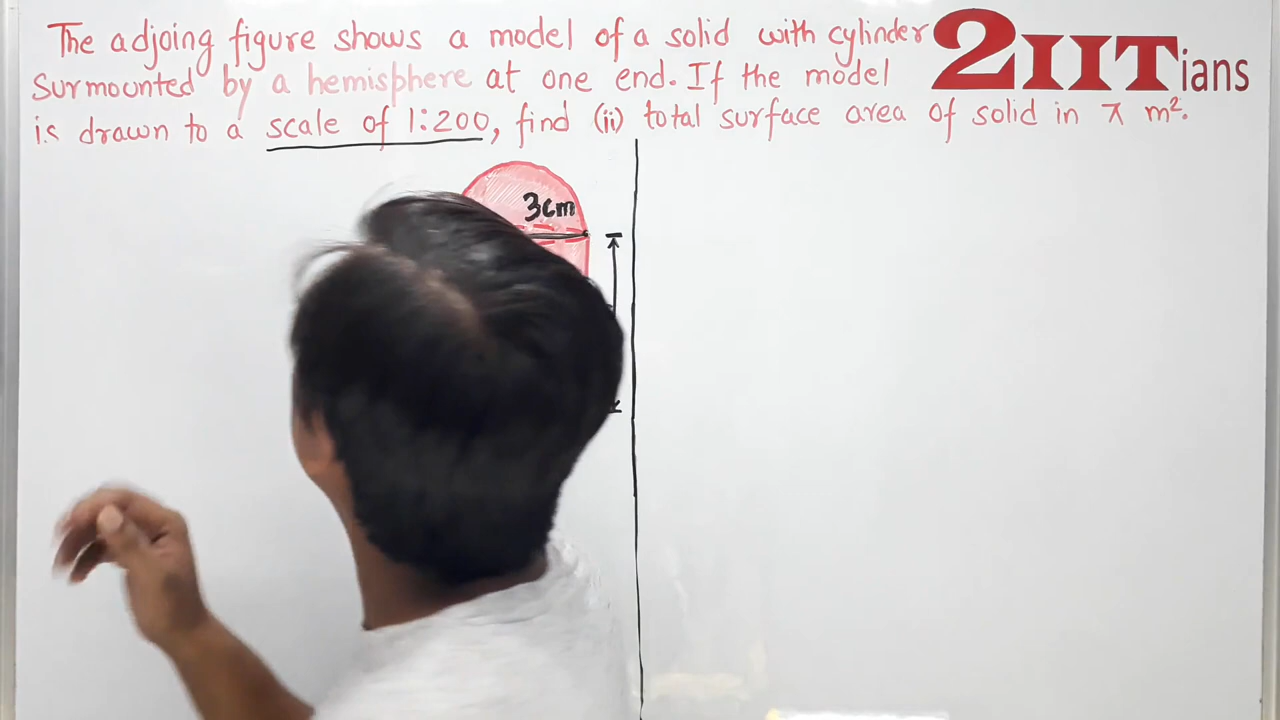 The adjoing figure shows a model of a solid with cylinder
surmounted by a hemisphere at one end. If the model
is drawn to a scale of 1:200, find (ii) total surface area of solid in π m².
2IITians
3cm